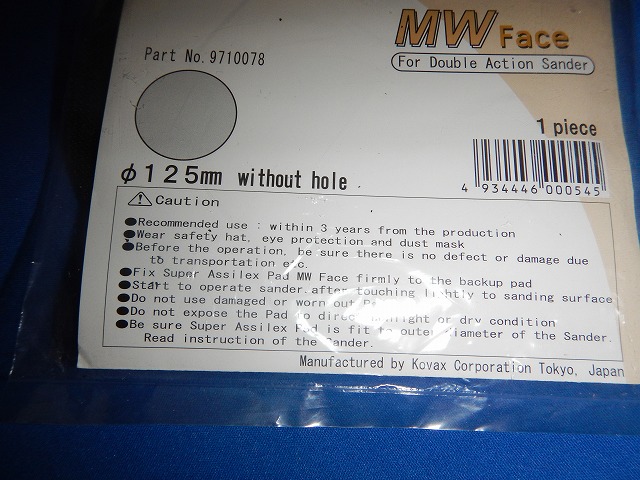 MW Face
Part No. 9710078
For Double Action Sander
1 piece
4 934446 000545
φ125mm without hole
Caution
●Recommended use : within 3 years from the production
●Wear safety hat, eye protection and dust mask
●Before the operation, be sure there is no defect or damage due
to transportation etc.
●Fix Super Assilex Pad MW Face firmly to the backup pad
●Start to operate sander after touching lightly to sanding surface
●Do not use damaged or worn out
●Do not expose the Pad to direct sunlight or dry condition
●Be sure Super Assilex Pad is fit to outer diameter of the Sander.
Read instruction of the Sander.
Manufactured by Kovax Corporation Tokyo, Japan